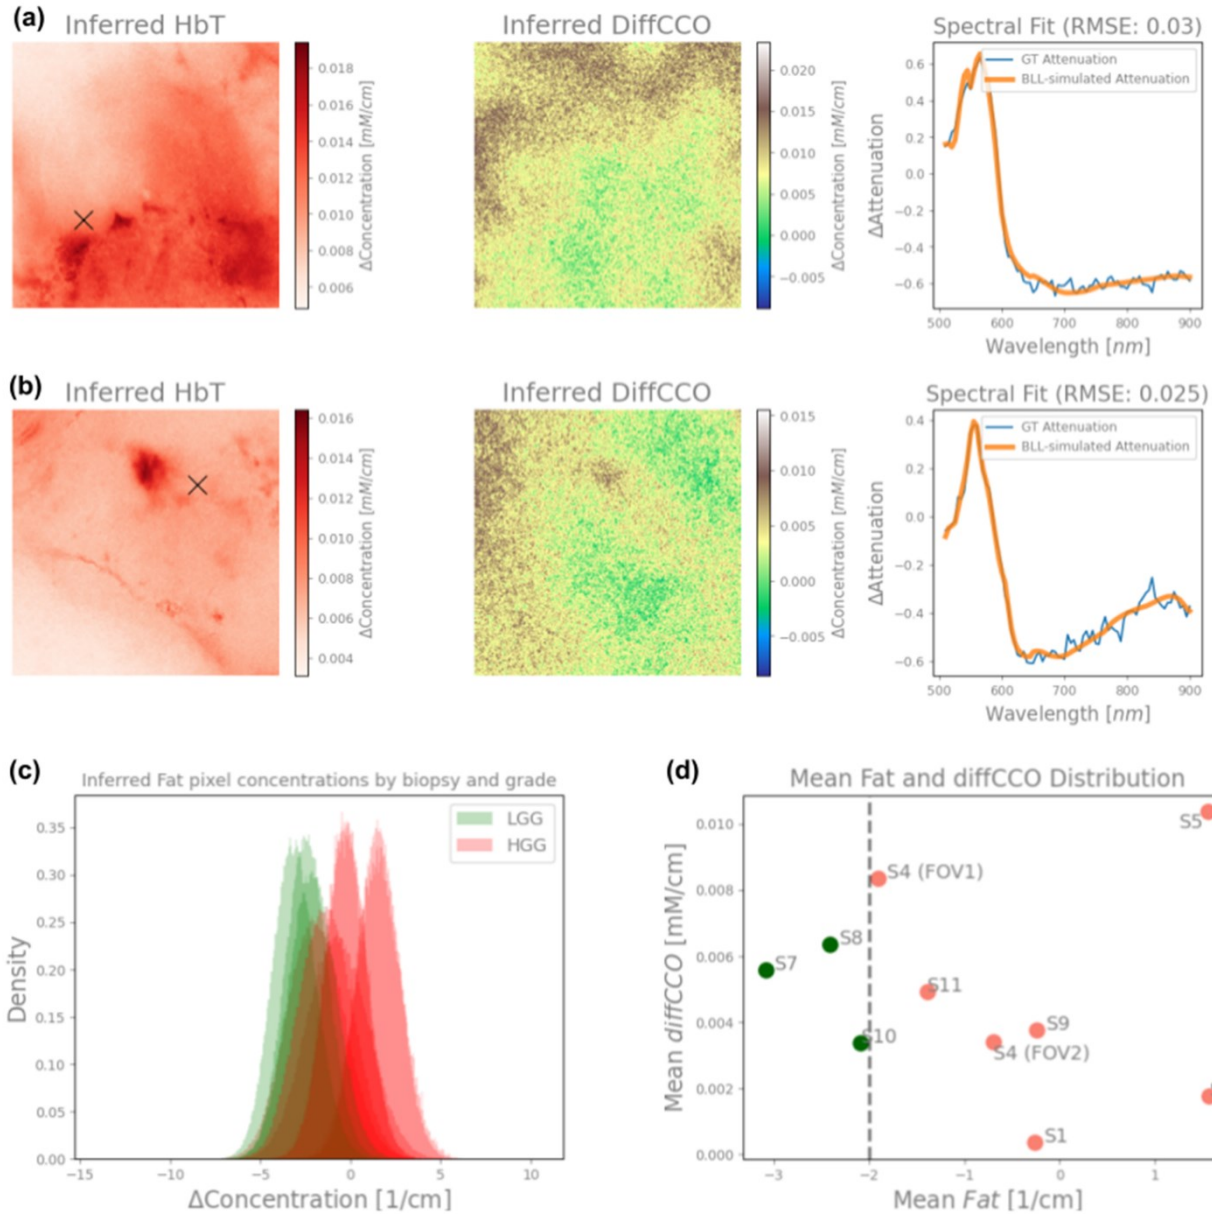 (a)
Inferred HbT
0.018
0.016
0.014
0.012
0.010
0.008
0.006
ΔConcentration [mM/cm]
Inferred DiffCCO
0.020
0.015
0.010
0.005
0.000
−0.005
ΔConcentration [mM/cm]
Spectral Fit (RMSE: 0.03)
GT Attenuation
BLL-simulated Attenuation
0.6
0.4
0.2
0.0
−0.2
−0.4
−0.6
ΔAttenuation
500 600 700 800 900
Wavelength [nm]
(b)
Inferred HbT
0.016
0.014
0.012
0.010
0.008
0.006
0.004
ΔConcentration [mM/cm]
Inferred DiffCCO
0.015
0.010
0.005
0.000
−0.005
ΔConcentration [mM/cm]
Spectral Fit (RMSE: 0.025)
GT Attenuation
BLL-simulated Attenuation
0.4
0.2
0.0
−0.2
−0.4
−0.6
ΔAttenuation
500 600 700 800 900
Wavelength [nm]
(c)
Inferred Fat pixel concentrations by biopsy and grade
LGG
HGG
0.35
0.30
0.25
0.20
0.15
0.10
0.05
0.00
Density
−15 −10 −5 0 5 10
ΔConcentration [1/cm]
(d)
Mean Fat and diffCCO Distribution
0.010
0.008
0.006
0.004
0.002
0.000
Mean diffCCO [mM/cm]
S5
S4 (FOV1)
S8
S7
S11
S10
S9
S4 (FOV2)
S1
−3 −2 −1 0 1
Mean Fat [1/cm]